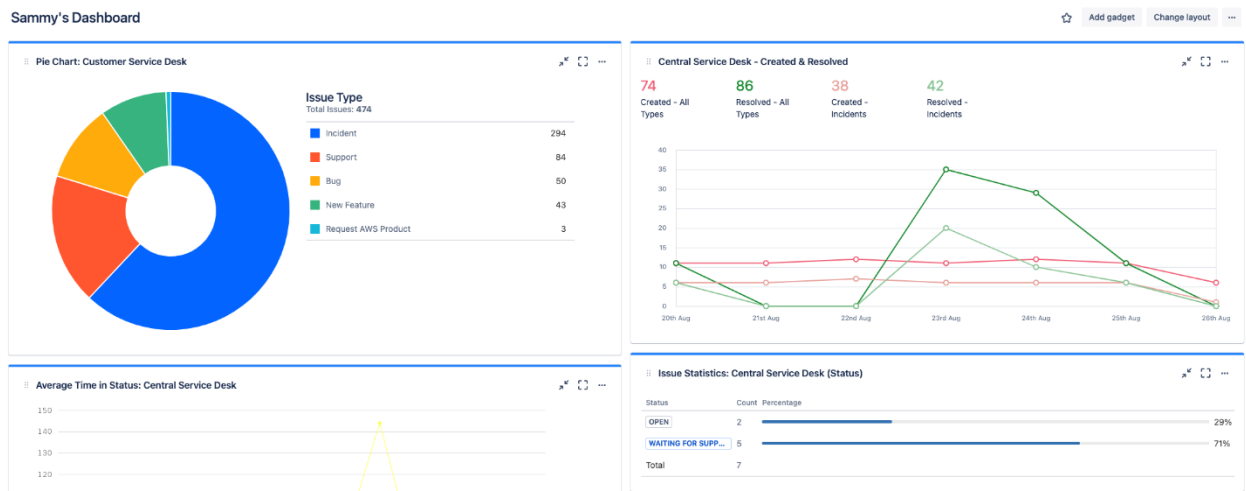 Sammy's Dashboard
Add gadget
Change layout
Pie Chart: Customer Service Desk
Issue Type
Total Issues: 474
Incident 294
Support 84
Bug 50
New Feature 43
Request AWS Product 3
Central Service Desk - Created & Resolved
74 86 38 42
Created - All Resolved - All Created - Resolved -
Types Types Incidents Incidents
40
35
30
25
20
15
10
5
0
20th Aug 21st Aug 22nd Aug 23rd Aug 24th Aug 25th Aug 26th Aug
Average Time in Status: Central Service Desk
150
140
130
120
Issue Statistics: Central Service Desk (Status)
Status Count Percentage
OPEN 2 29%
WAITING FOR SUPP... 5 71%
Total 7